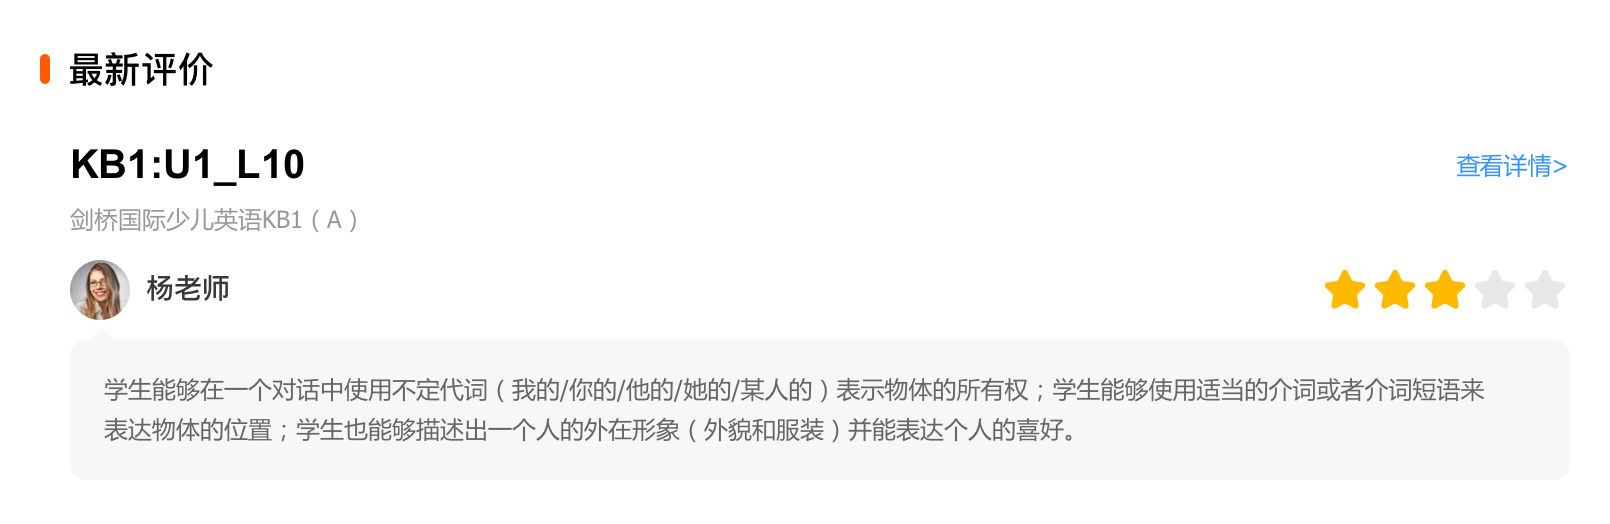 最新评价
KB1:U1_L10
查看详情>
剑桥国际少儿英语KB1（A）
杨老师
学生能够在一个对话中使用不定代词（我的/你的/他的/她的/某人的）表示物体的所有权；学生能够使用适当的介词或者介词短语来
表达物体的位置；学生也能够描述出一个人的外在形象（外貌和服装）并能表达个人的喜好。